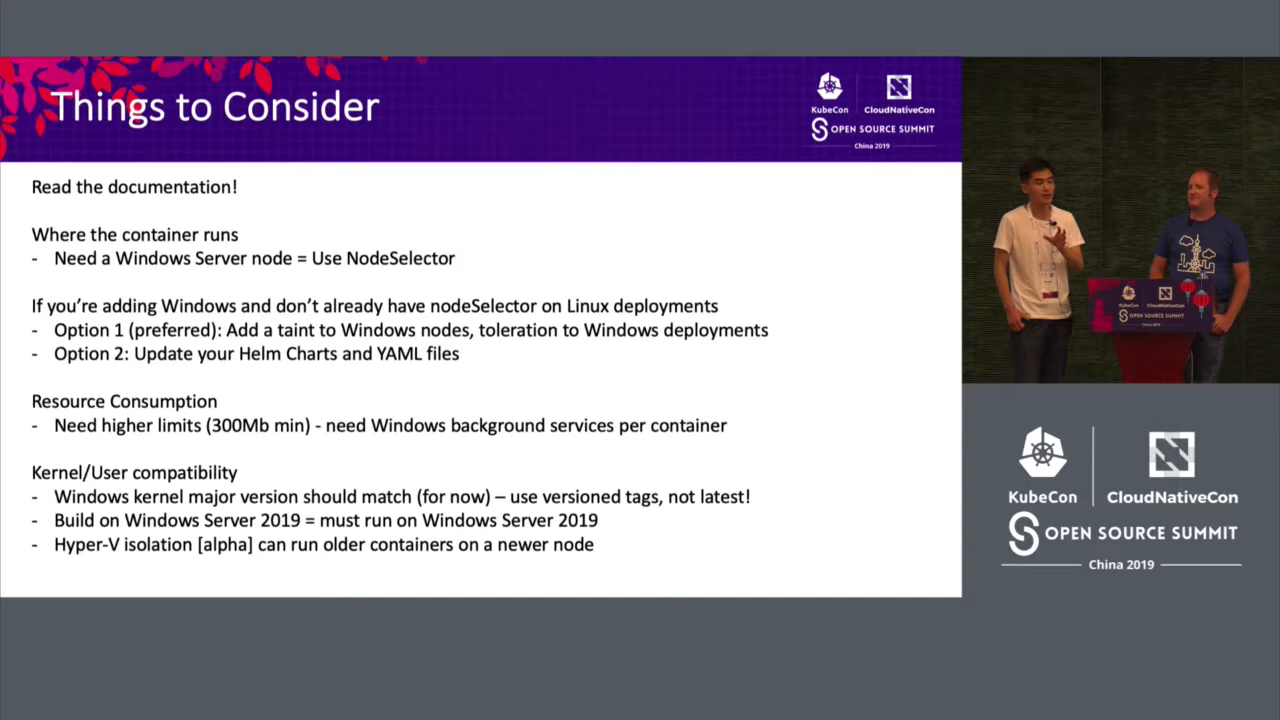 Things to Consider
KubeCon
CloudNativeCon
OPEN SOURCE SUMMIT
China 2019
Read the documentation!
Where the container runs
- Need a Windows Server node = Use NodeSelector
If you're adding Windows and don't already have nodeSelector on Linux deployments
- Option 1 (preferred): Add a taint to Windows nodes, toleration to Windows deployments
- Option 2: Update your Helm Charts and YAML files
Resource Consumption
- Need higher limits (300Mb min) - need Windows background services per container
Kernel/User compatibility
- Windows kernel major version should match (for now) – use versioned tags, not latest!
- Build on Windows Server 2019 = must run on Windows Server 2019
- Hyper-V isolation [alpha] can run older containers on a newer node
KubeCon
CloudNativeCon
OPEN SOURCE SUMMIT
KubeCon
CloudNativeCon
OPEN SOURCE SUMMIT
China 2019